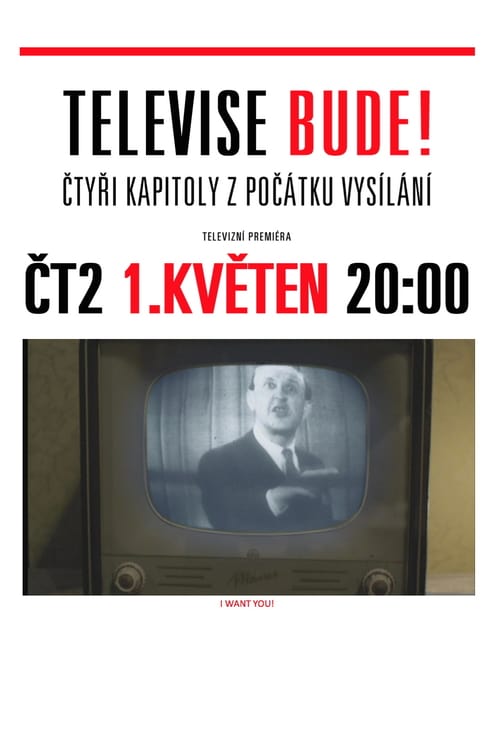 TELEVISE BUDE!
ČTYŘI KAPITOLY Z POČÁTKU VYSÍLÁNÍ
TELEVIZNÍ PREMIÉRA
ČT2 1.KVĚTEN 20:00
I WANT YOU!